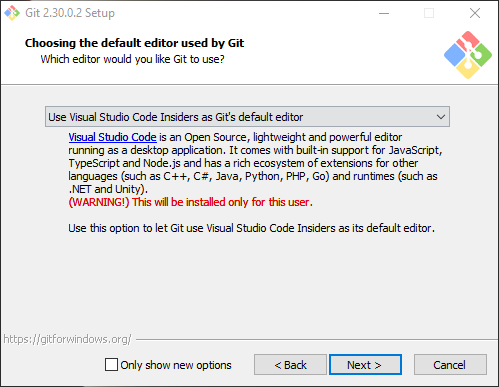 Git 2.30.0.2 Setup
Choosing the default editor used by Git
Which editor would you like Git to use?
Use Visual Studio Code Insiders as Git's default editor
Visual Studio Code is an Open Source, lightweight and powerful editor
running as a desktop application. It comes with built-in support for JavaScript,
TypeScript and Node.js and has a rich ecosystem of extensions for other
languages (such as C++, C#, Java, Python, PHP, Go) and runtimes (such as
.NET and Unity).
(WARNING!) This will be installed only for this user.
Use this option to let Git use Visual Studio Code Insiders as its default editor.
https://gitforwindows.org/
Only show new options
< Back
Next >
Cancel